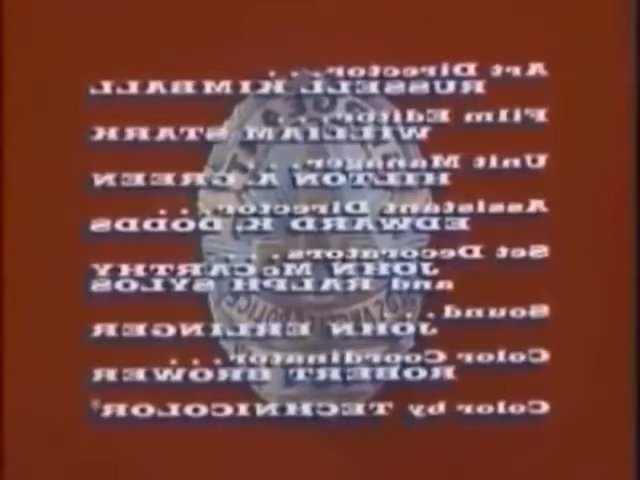 Art Director...
RUSSELL KIMBALL
Film Editor...
WILLIAM STARK
Unit Manager...
HILTON A. GREEN
Assistant Director...
EDWARD K. DODDS
Set Decorators...
JOHN McCARTHY
and RALPH SYLOS
Sound...
JOHN ERLINGER
Color Coordinator...
ROBERT BROWER
Color by TECHNICOLOR®